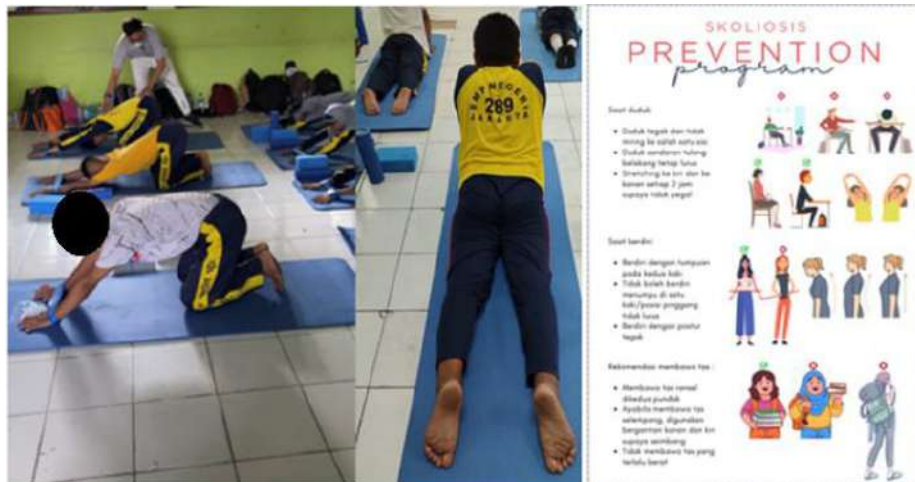 SMP NEGERI
289
JAKARTA
SKOLIOSIS
PREVENTION
program
Saat duduk:
Duduk tegak dan tidak
miring ke salah satu sisi
Duduk sandaran tulang
belakang tetap lurus
Stretching ke kiri dan ke
kanan setiap 2 jam
supaya tidak pegal
Saat berdiri:
Berdiri dengan tumpuan
pada kedua kaki
Tidak boleh berdiri
menumpu di satu
kaki/posisi pinggang
tidak lurus
Berdiri dengan postur
tegak
Rekomendasi membawa tas :
Membawa tas ransel
dikedua pundak
Apabila membawa tas
selempang, digunakan
bergantian kanan dan kiri
supaya seimbang
Tidak membawa tas yang
terlalu berat